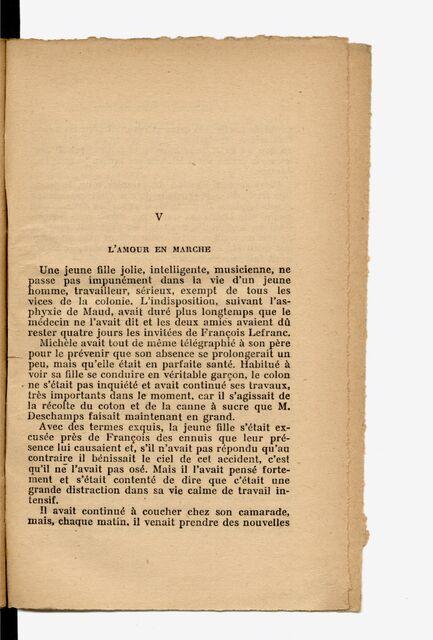 V
L'AMOUR EN MARCHE
Une jeune fille jolie, intelligente, musicienne, ne
passe pas impunément dans la vie d'un jeune
homme, travailleur, sérieux, exempt de tous les
vices de la colonie. L'indisposition, suivant l'as-
phyxie de Maud, avait duré plus longtemps que le
médecin ne l'avait dit et les deux amies avaient dû
rester quatre jours les invitées de François Lefranc.
Michèle avait tout de même télégraphié à son père
pour le prévenir que son absence se prolongerait un
peu, mais qu'elle était en parfaite santé. Habitué à
voir sa fille se conduire en véritable garçon, le colon
ne s'était pas inquiété et avait continué ses travaux,
très importants dans le moment, car il s'agissait de
la récolte du coton et de la canne à sucre que M.
Deschamps faisait maintenant en grand.
Avec des termes exquis, la jeune fille s'était ex-
cusée près de François des ennuis que leur pré-
sence lui causaient et, s'il n'avait pas répondu qu'au
contraire il bénissait le ciel de cet accident, c'est
qu'il ne l'avait pas osé. Mais il l'avait pensé forte-
ment et s'était contenté de dire que c'était une
grande distraction dans sa vie calme de travail in-
tensif.
Il avait continué à coucher chez son camarade,
mais, chaque matin, il venait prendre des nouvelles